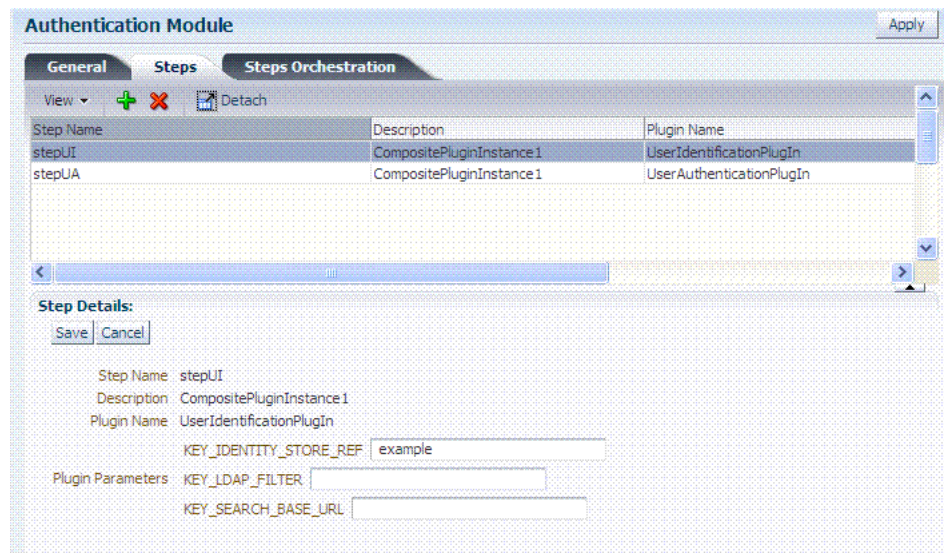 Authentication Module Apply
General Steps Steps Orchestration
View Detach
Step Name Description Plugin Name
stepUI CompositePluginInstance1 UserIdentificationPlugIn
stepUA CompositePluginInstance1 UserAuthenticationPlugIn
Step Details:
Save Cancel
Step Name stepUI
Description CompositePluginInstance1
Plugin Name UserIdentificationPlugIn
KEY_IDENTITY_STORE_REF example
Plugin Parameters KEY_LDAP_FILTER
KEY_SEARCH_BASE_URL